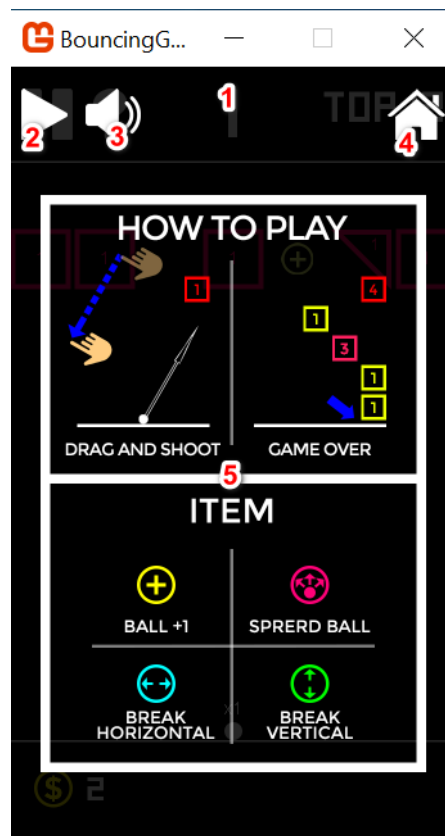 BouncingG...
1
TOP
2
3
4
HOW TO PLAY
1
4
1
3
1
1
DRAG AND SHOOT
GAME OVER
5
ITEM
BALL +1
SPRERD BALL
BREAK
HORIZONTAL
BREAK
VERTICAL
x1
2